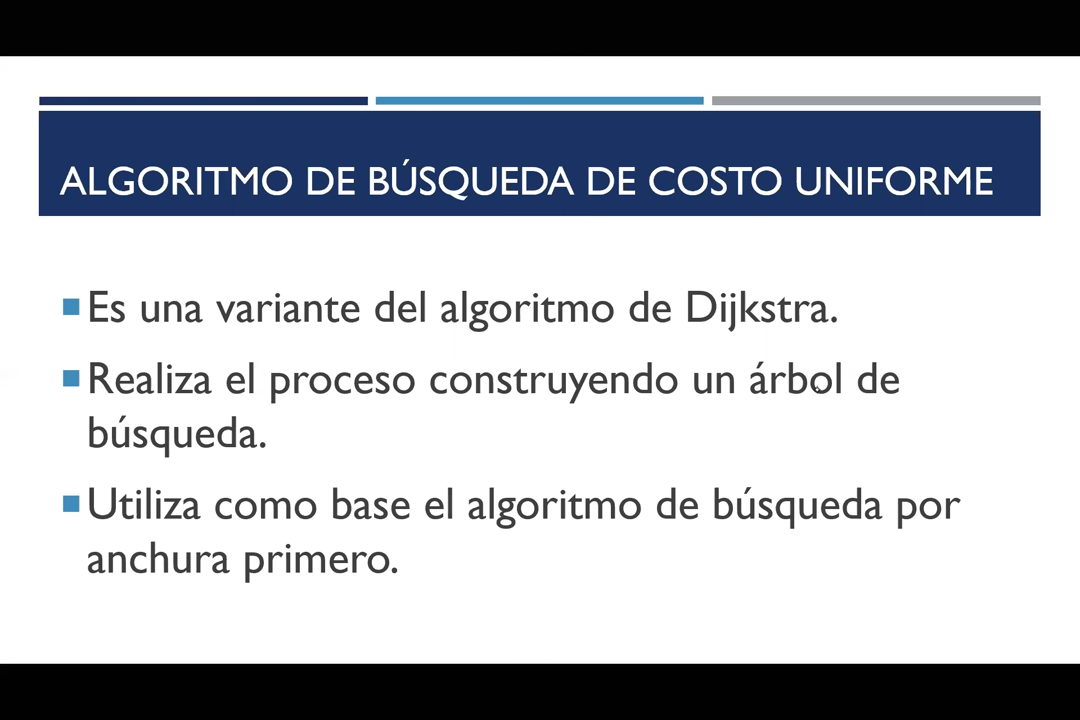 ALGORITMO DE BÚSQUEDA DE COSTO UNIFORME
Es una variante del algoritmo de Dijkstra.
Realiza el proceso construyendo un árbol de
búsqueda.
Utiliza como base el algoritmo de búsqueda por
anchura primero.